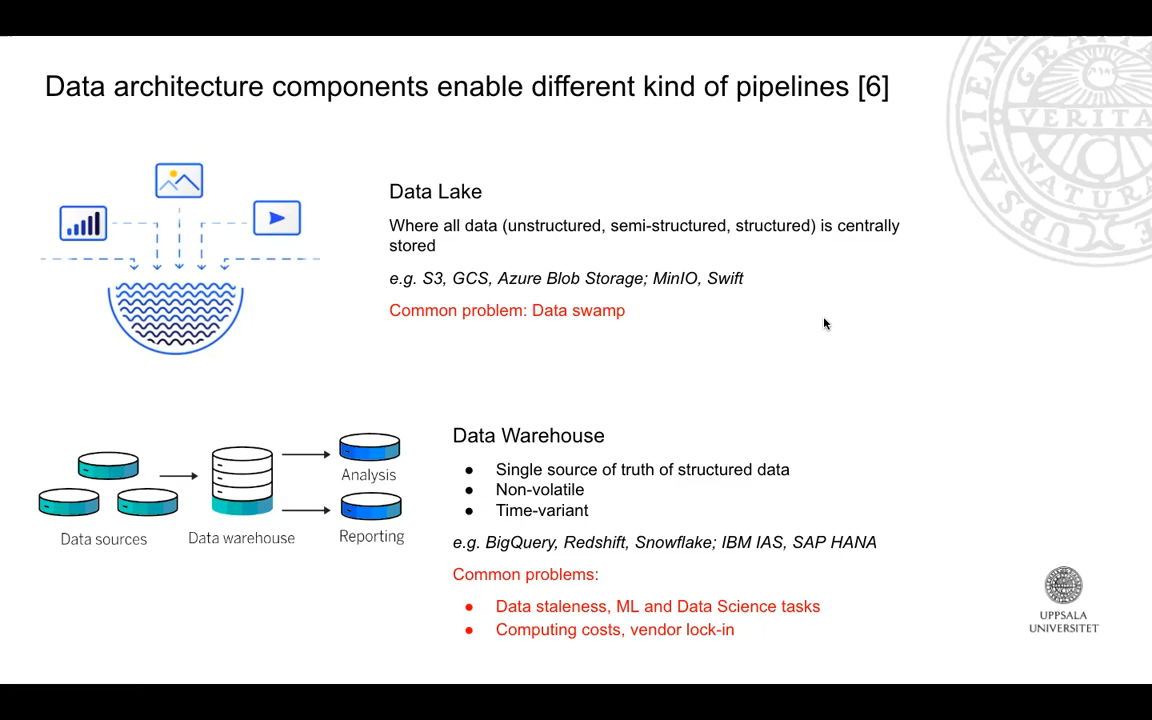 Data architecture components enable different kind of pipelines [6]
Data Lake
Where all data (unstructured, semi-structured, structured) is centrally
stored
e.g. S3, GCS, Azure Blob Storage; MinIO, Swift
Common problem: Data swamp
Data Warehouse
● Single source of truth of structured data
● Non-volatile
● Time-variant
e.g. BigQuery, Redshift, Snowflake; IBM IAS, SAP HANA
Common problems:
● Data staleness, ML and Data Science tasks
● Computing costs, vendor lock-in
Data sources
Data warehouse
Analysis
Reporting
UPPSALA
UNIVERSITET
VERITA